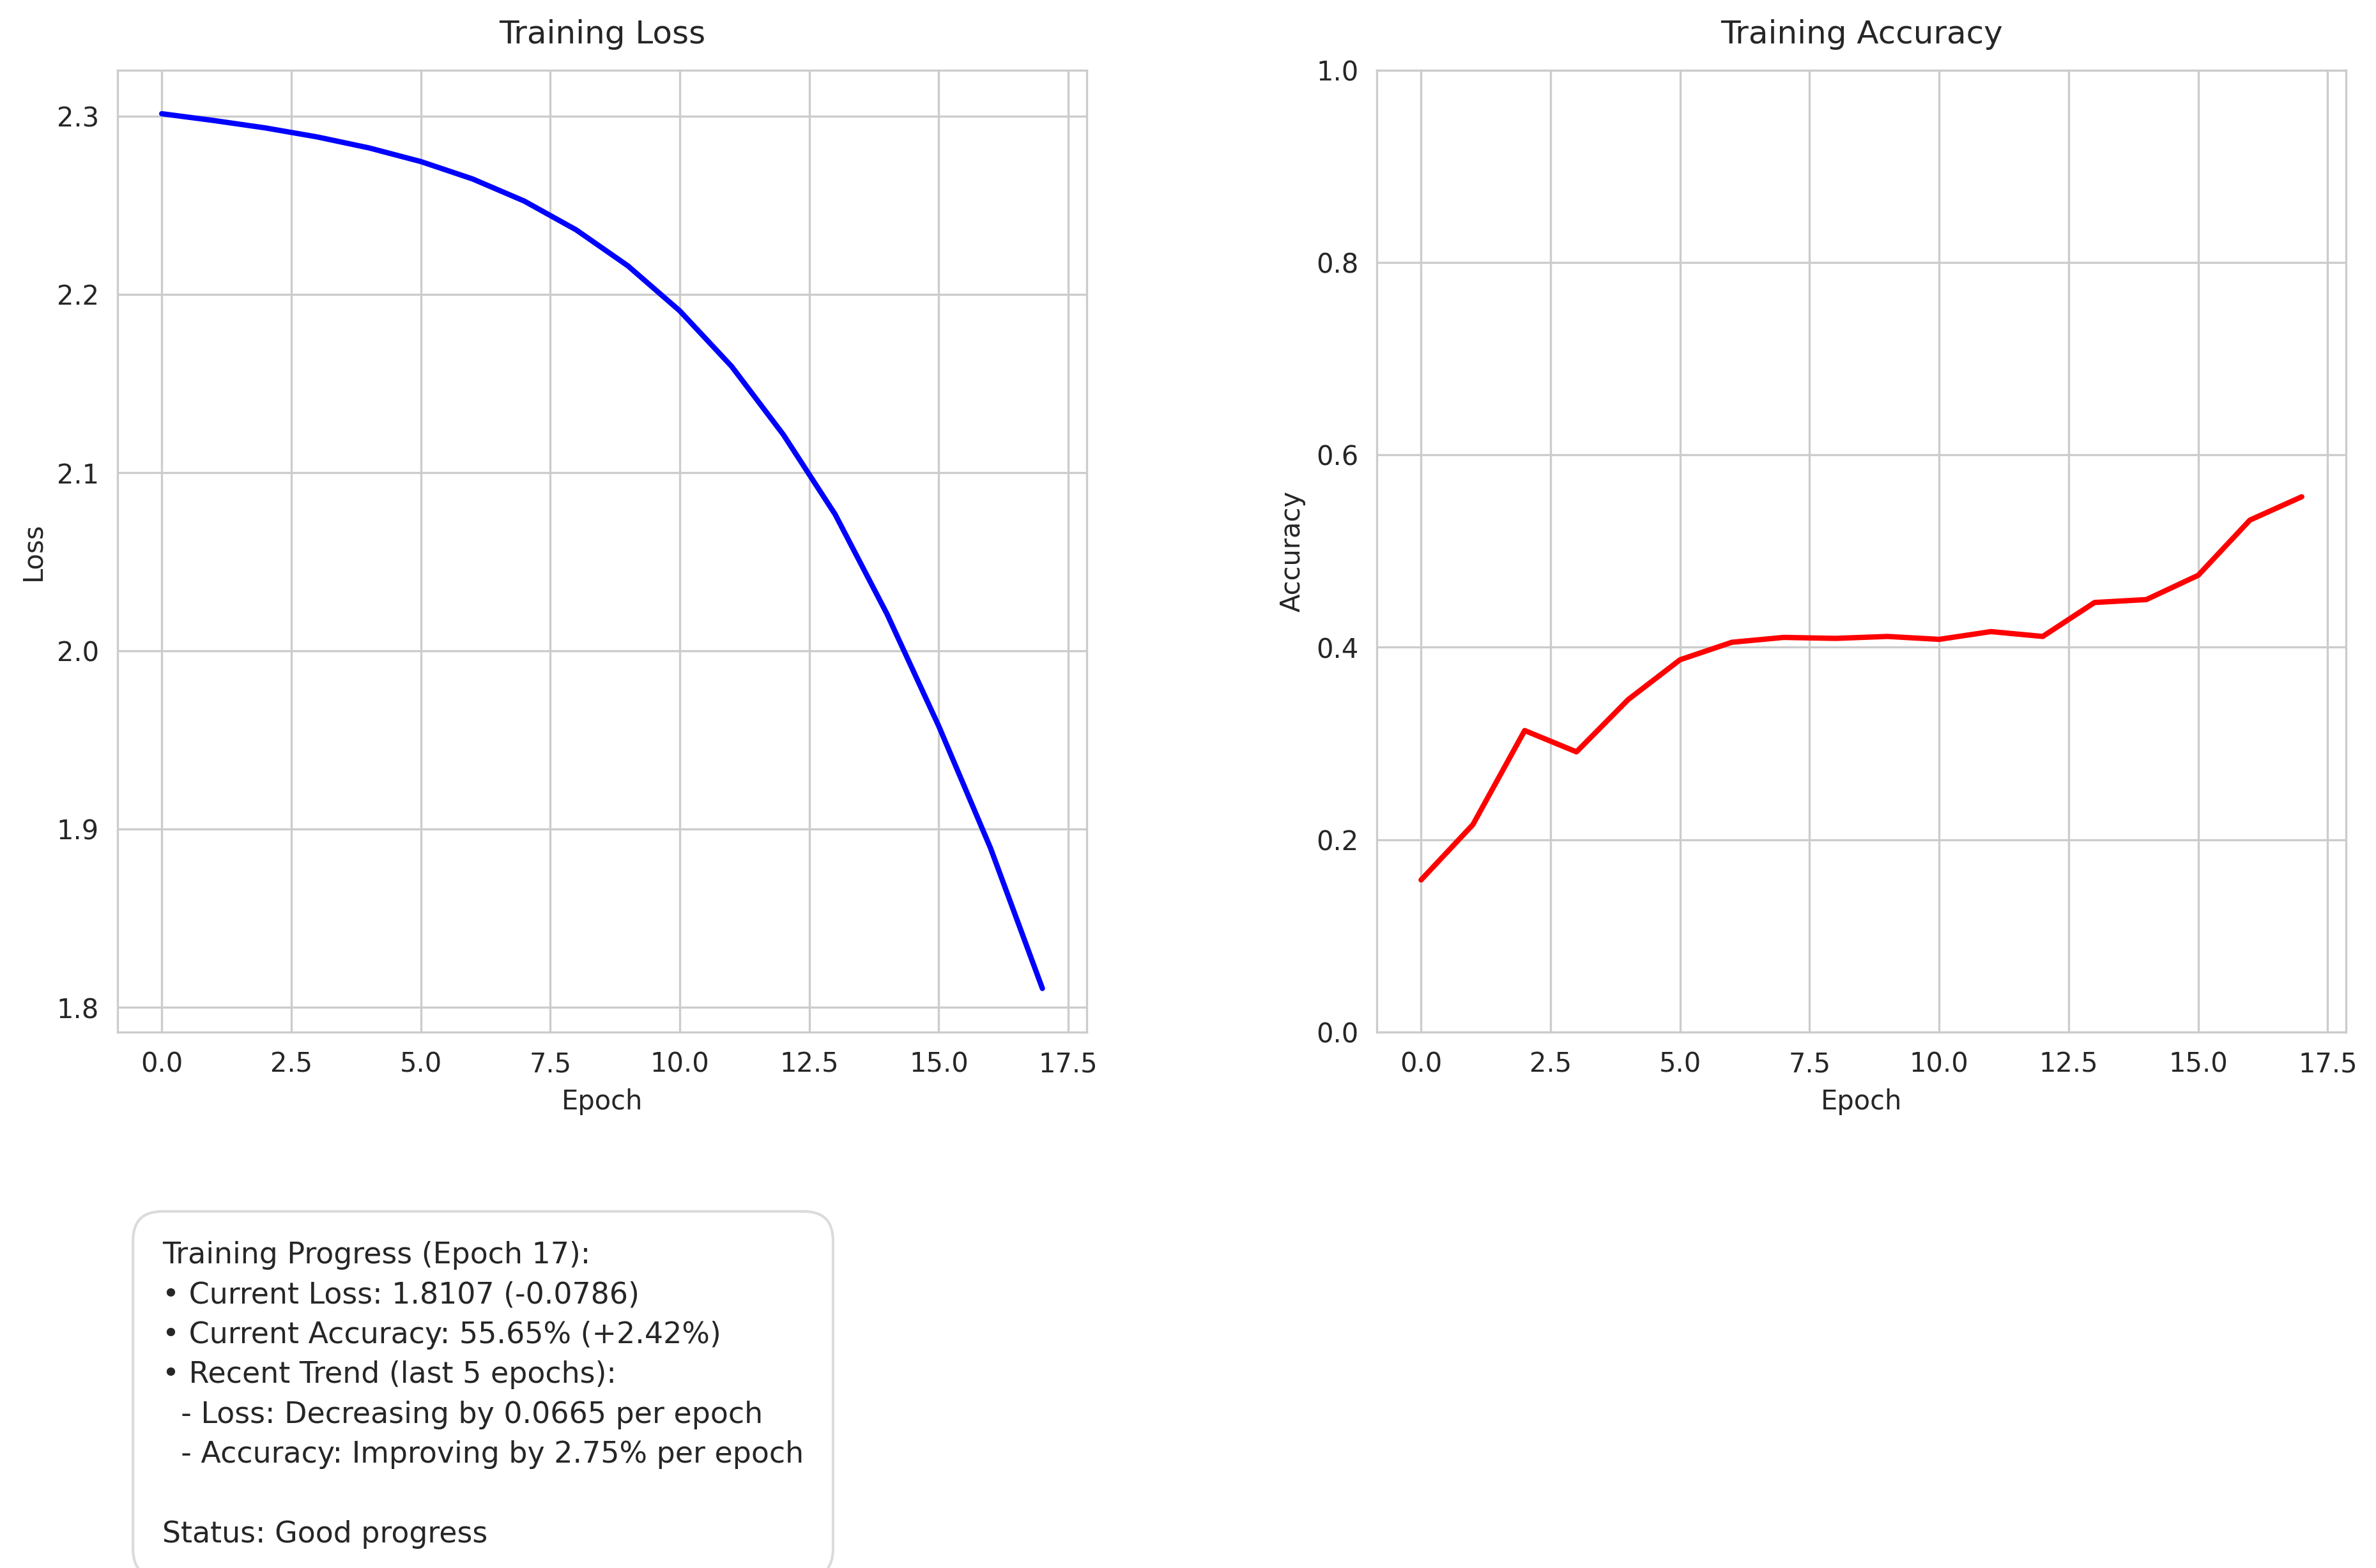 Training Loss
2.3
2.2
2.1
2.0
1.9
1.8
Loss
0.0 2.5 5.0 7.5 10.0 12.5 15.0 17.5
Epoch
Training Accuracy
1.0
0.8
0.6
0.4
0.2
0.0
Accuracy
0.0 2.5 5.0 7.5 10.0 12.5 15.0 17.5
Epoch
Training Progress (Epoch 17):
• Current Loss: 1.8107 (-0.0786)
• Current Accuracy: 55.65% (+2.42%)
• Recent Trend (last 5 epochs):
- Loss: Decreasing by 0.0665 per epoch
- Accuracy: Improving by 2.75% per epoch
Status: Good progress